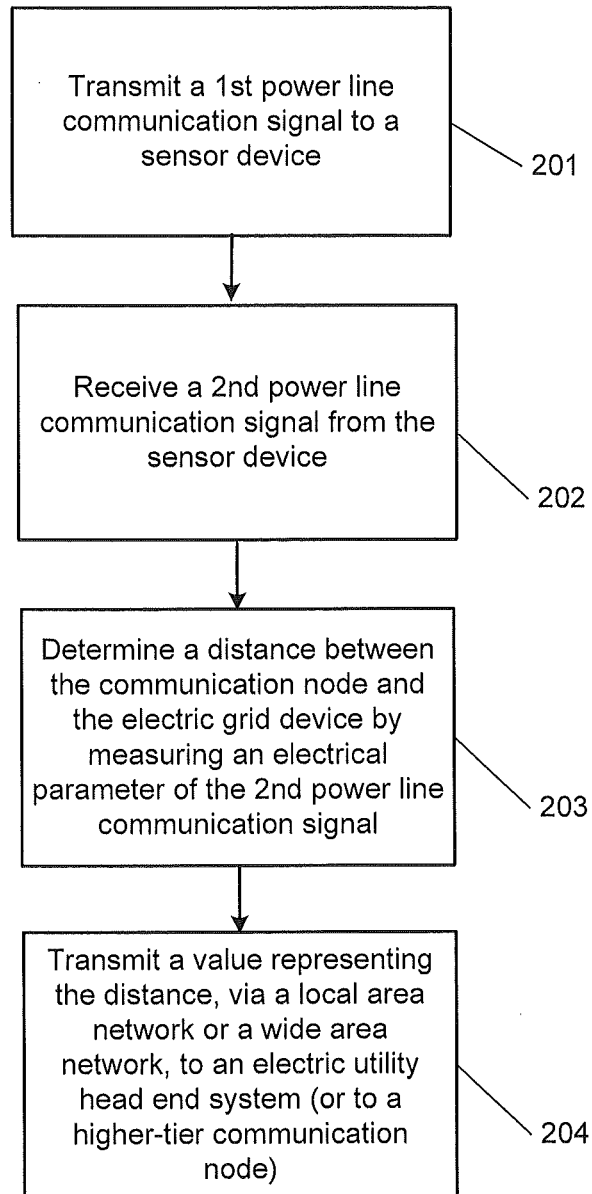 Transmit a 1st power line
communication signal to a
sensor device
201
Receive a 2nd power line
communication signal from the
sensor device
202
Determine a distance between
the communication node and
the electric grid device by
measuring an electrical
parameter of the 2nd power line
communication signal
203
Transmit a value representing
the distance, via a local area
network or a wide area
network, to an electric utility
head end system (or to a
higher-tier communication
node)
204